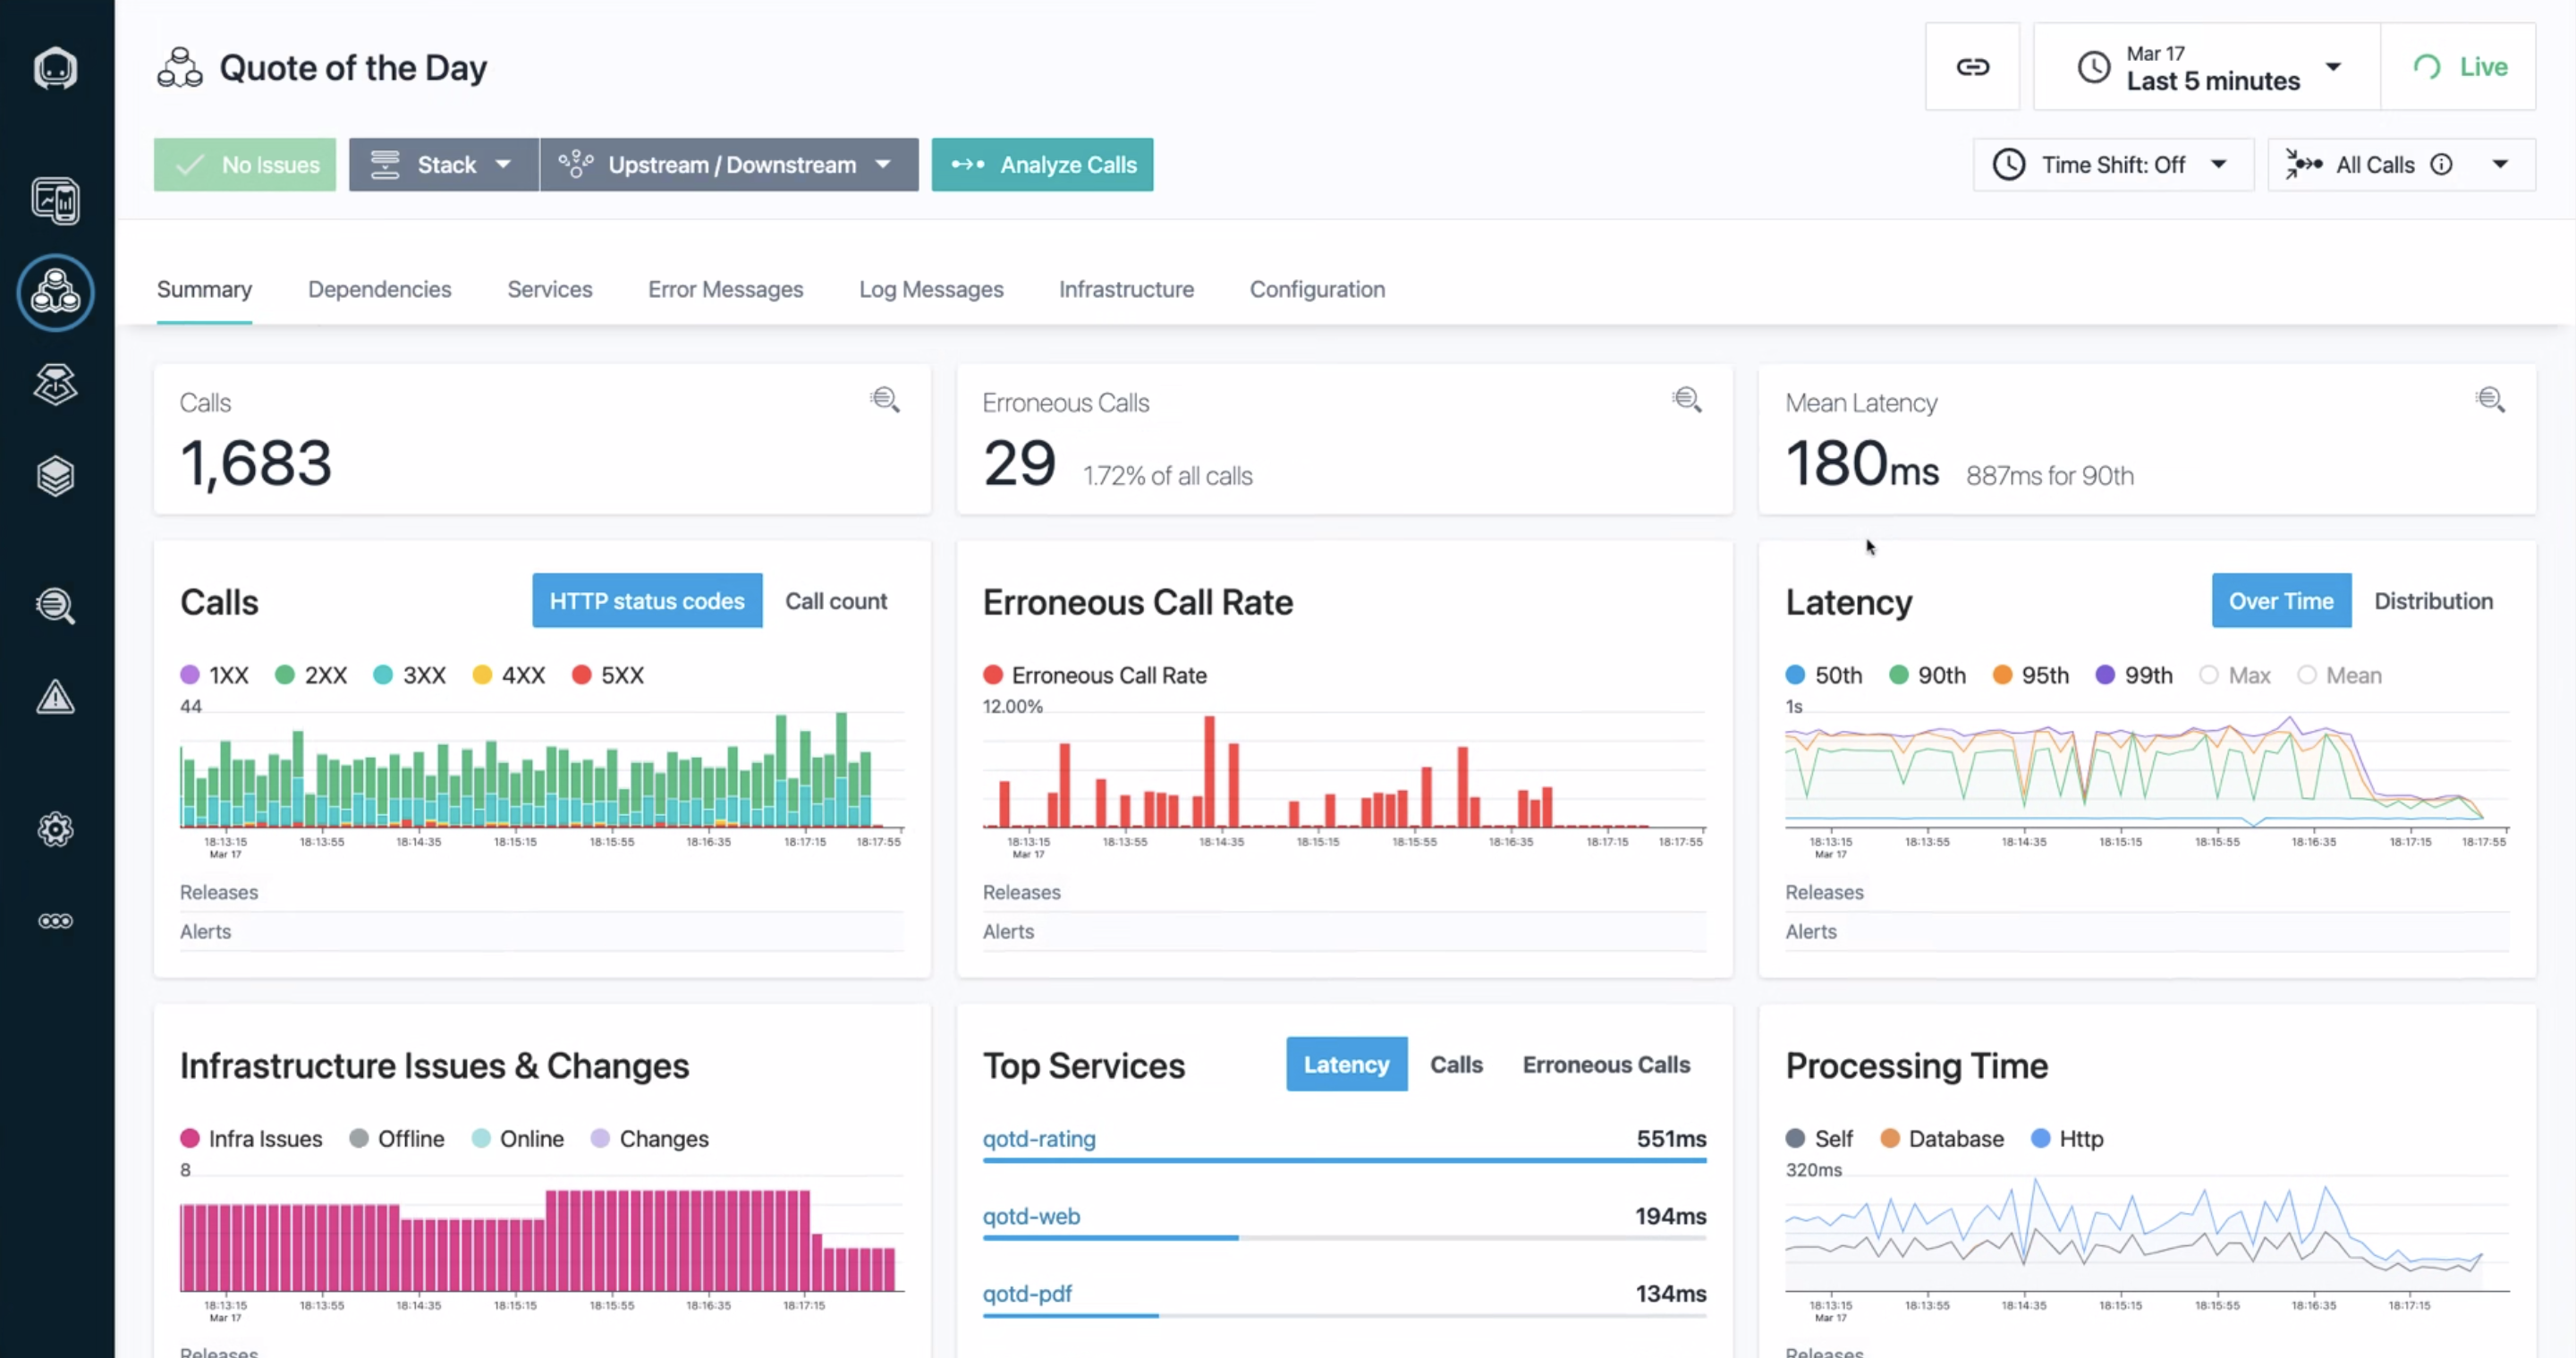 Quote of the Day
Mar 17
Last 5 minutes
Live
No Issues
Stack
Upstream / Downstream
Analyze Calls
Time Shift: Off
All Calls
Summary
Dependencies
Services
Error Messages
Log Messages
Infrastructure
Configuration
Calls
1,683
Erroneous Calls
29 1.72% of all calls
Mean Latency
180ms 887ms for 90th
Calls
HTTP status codes
Call count
1XX 2XX 3XX 4XX 5XX
44
18:13:15 18:13:55 18:14:35 18:15:15 18:15:55 18:16:35 18:17:15 18:17:55
Mar 17
Releases
Alerts
Erroneous Call Rate
Erroneous Call Rate
12.00%
18:13:15 18:13:55 18:14:35 18:15:15 18:15:55 18:16:35 18:17:15 18:17:55
Mar 17
Releases
Alerts
Latency
Over Time
Distribution
50th 90th 95th 99th Max Mean
1s
18:13:15 18:13:55 18:14:35 18:15:15 18:15:55 18:16:35 18:17:15 18:17:55
Mar 17
Releases
Alerts
Infrastructure Issues & Changes
Infra Issues Offline Online Changes
8
18:13:15 18:13:55 18:14:35 18:15:15 18:15:55 18:16:35 18:17:15
Mar 17
Releases
Top Services
Latency
Calls
Erroneous Calls
qotd-rating 551ms
qotd-web 194ms
qotd-pdf 134ms
Processing Time
Self Database Http
320ms
18:13:15 18:13:55 18:14:35 18:15:15 18:15:55 18:16:35 18:17:15
Mar 17
Releases